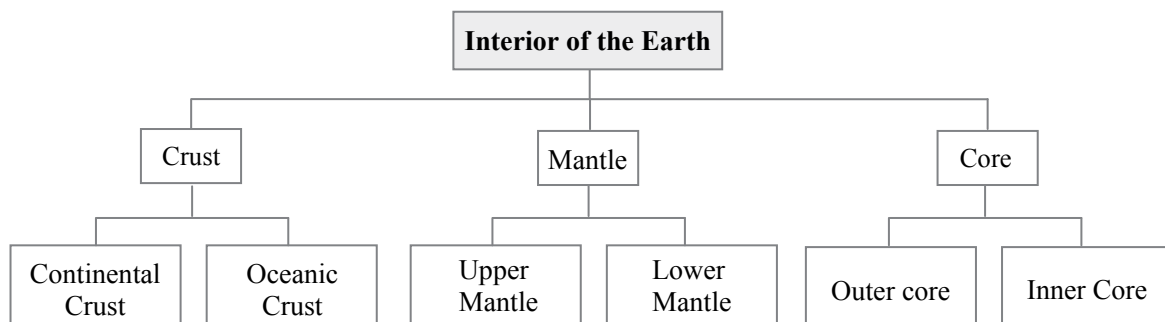 Interior of the Earth
Crust
Mantle
Core
Continental
Crust
Oceanic
Crust
Upper
Mantle
Lower
Mantle
Outer core
Inner Core